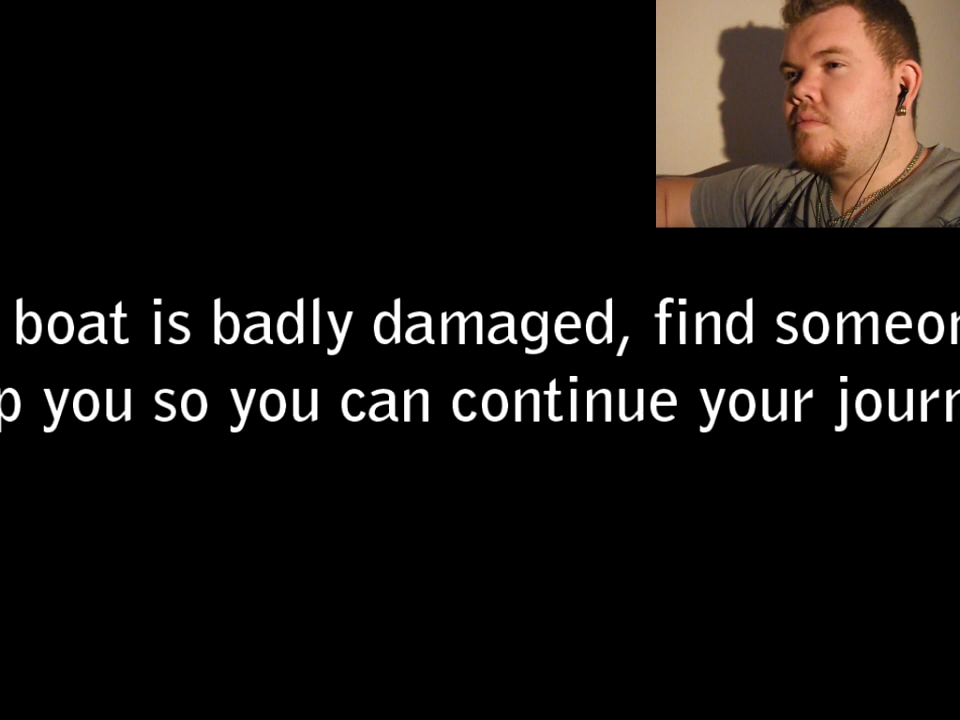 boat is badly damaged, find
you so you can continue your